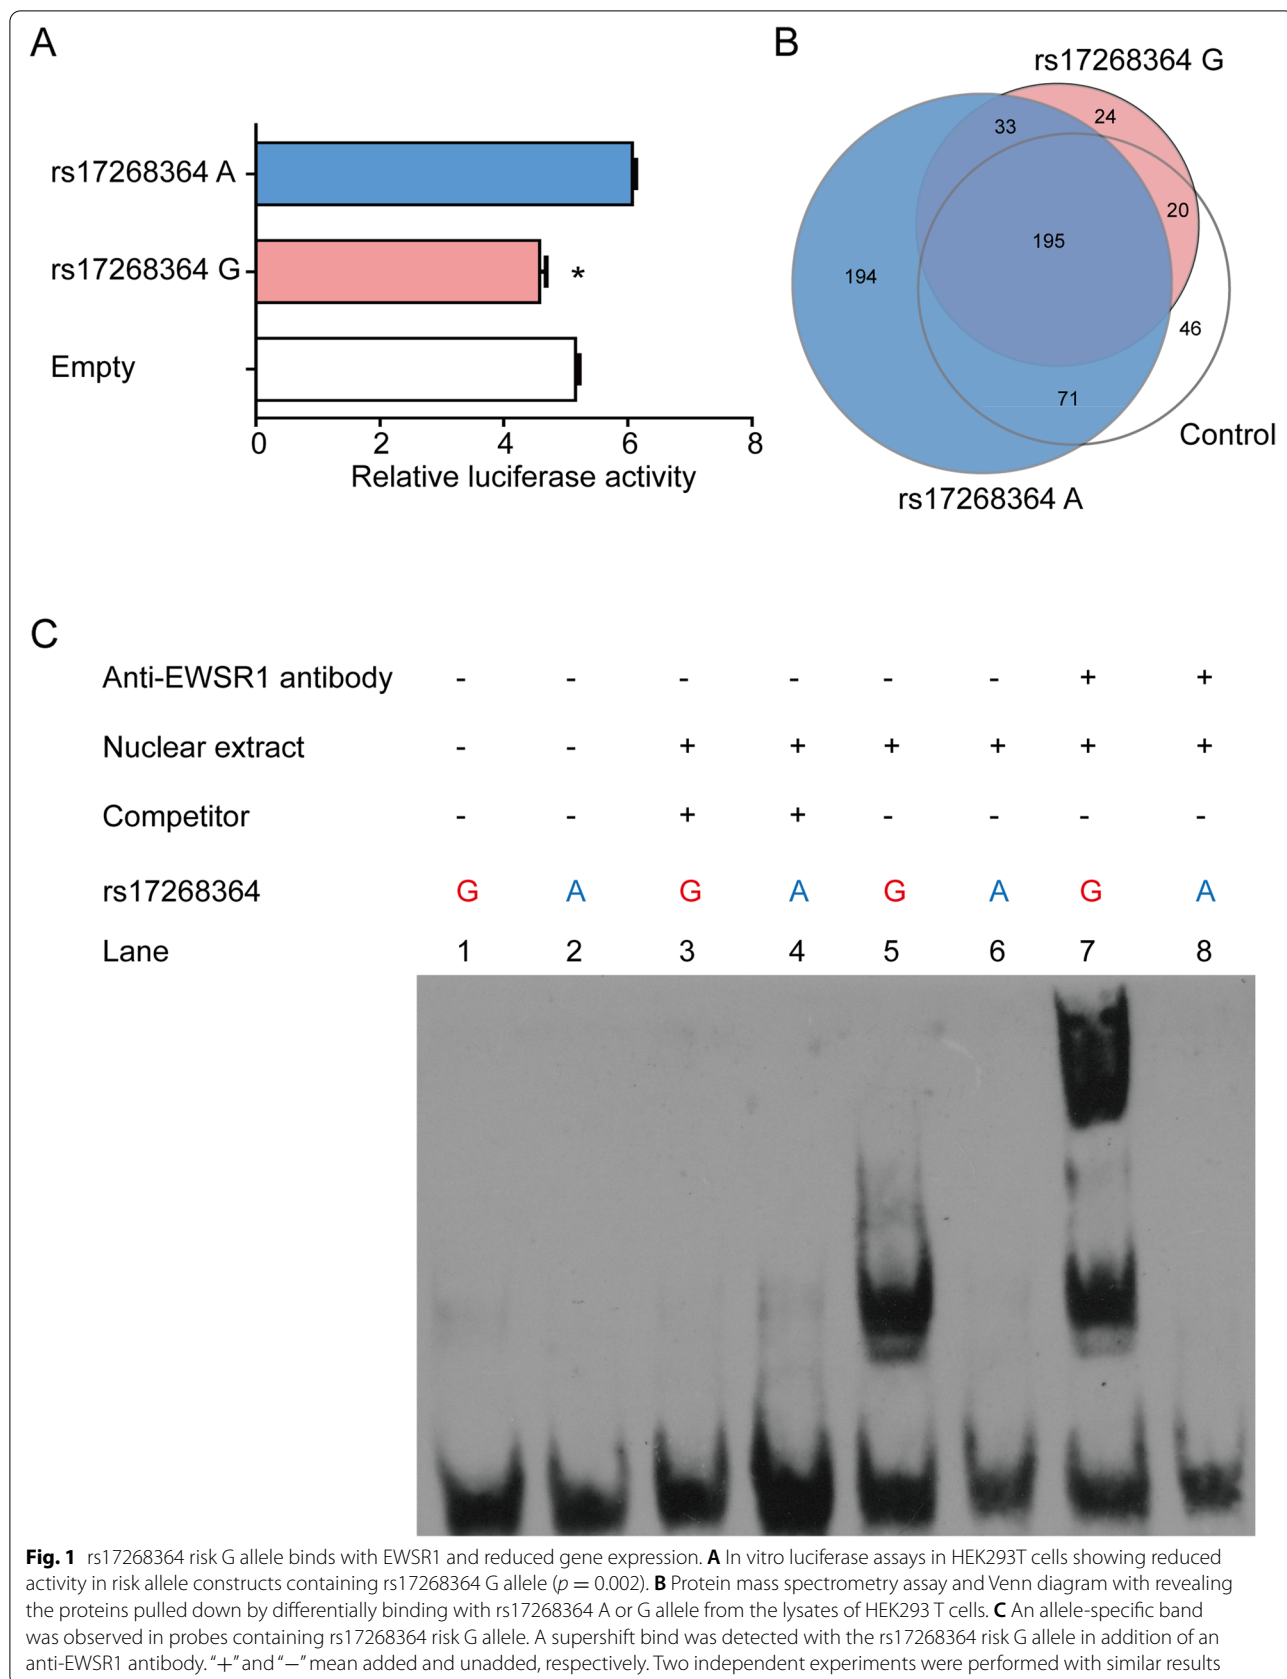 A
rs17268364 A
rs17268364 G
*
Empty
0 2 4 6 8
Relative luciferase activity
B
rs17268364 G
33
24
20
195
194
46
71
Control
rs17268364 A
C
Anti-EWSR1 antibody - - - - - - + +
Nuclear extract - - + + + + + +
Competitor - - + + - - - -
rs17268364 G A G A G A G A
Lane 1 2 3 4 5 6 7 8
Fig. 1 rs17268364 risk G allele binds with EWSR1 and reduced gene expression. A In vitro luciferase assays in HEK293T cells showing reduced
activity in risk allele constructs containing rs17268364 G allele (p = 0.002). B Protein mass spectrometry assay and Venn diagram with revealing
the proteins pulled down by differentially binding with rs17268364 A or G allele from the lysates of HEK293 T cells. C An allele-specific band
was observed in probes containing rs17268364 risk G allele. A supershift bind was detected with the rs17268364 risk G allele in addition of an
anti-EWSR1 antibody. “+” and “−” mean added and unadded, respectively. Two independent experiments were performed with similar results